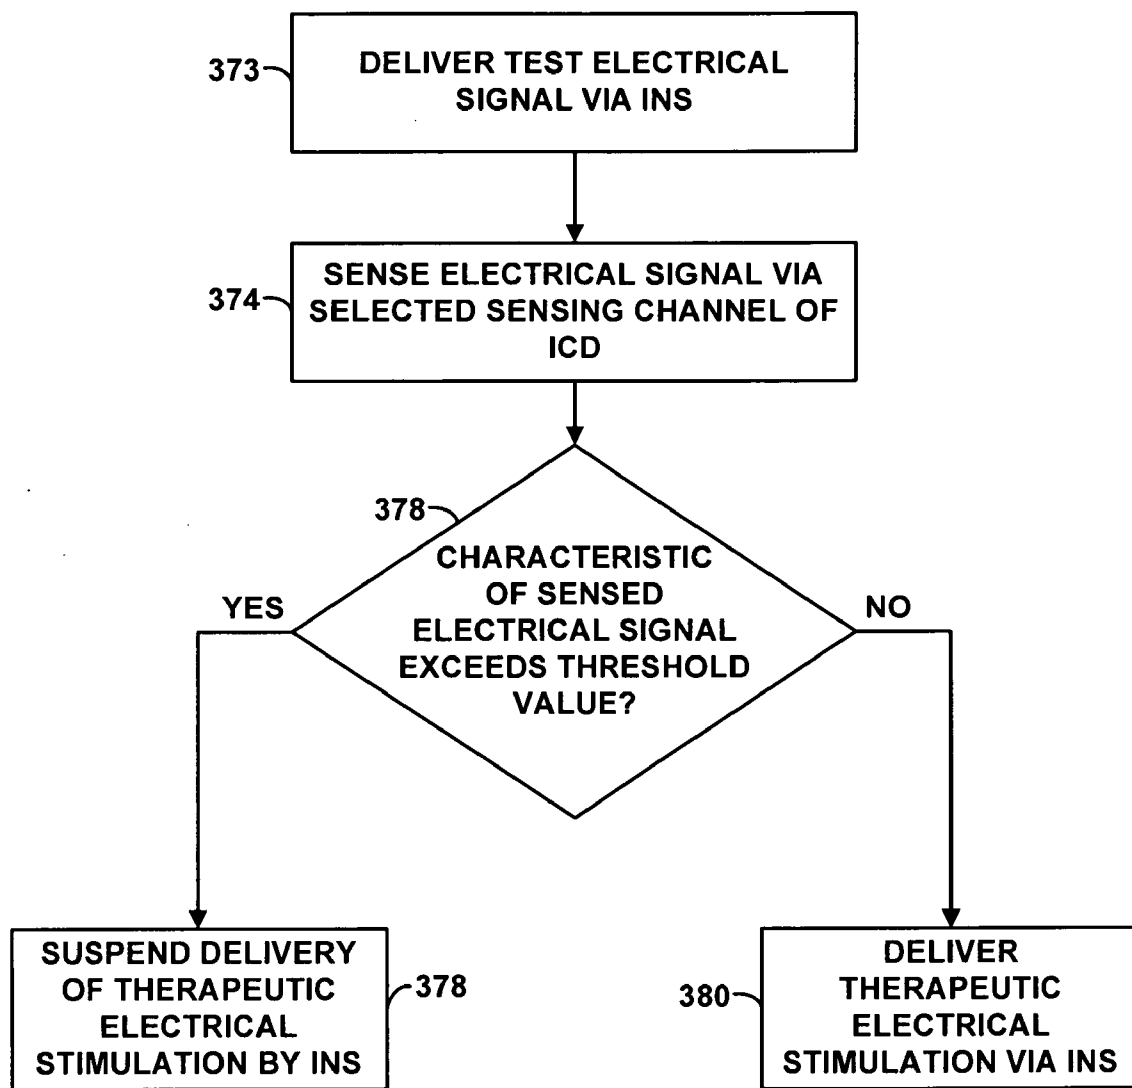 373
DELIVER TEST ELECTRICAL
SIGNAL VIA INS
374
SENSE ELECTRICAL SIGNAL VIA
SELECTED SENSING CHANNEL OF
ICD
378
CHARACTERISTIC
OF SENSED
ELECTRICAL SIGNAL
EXCEEDS THRESHOLD
VALUE?
YES
NO
SUSPEND DELIVERY
OF THERAPEUTIC
ELECTRICAL
STIMULATION BY INS
378
380
DELIVER
THERAPEUTIC
ELECTRICAL
STIMULATION VIA INS